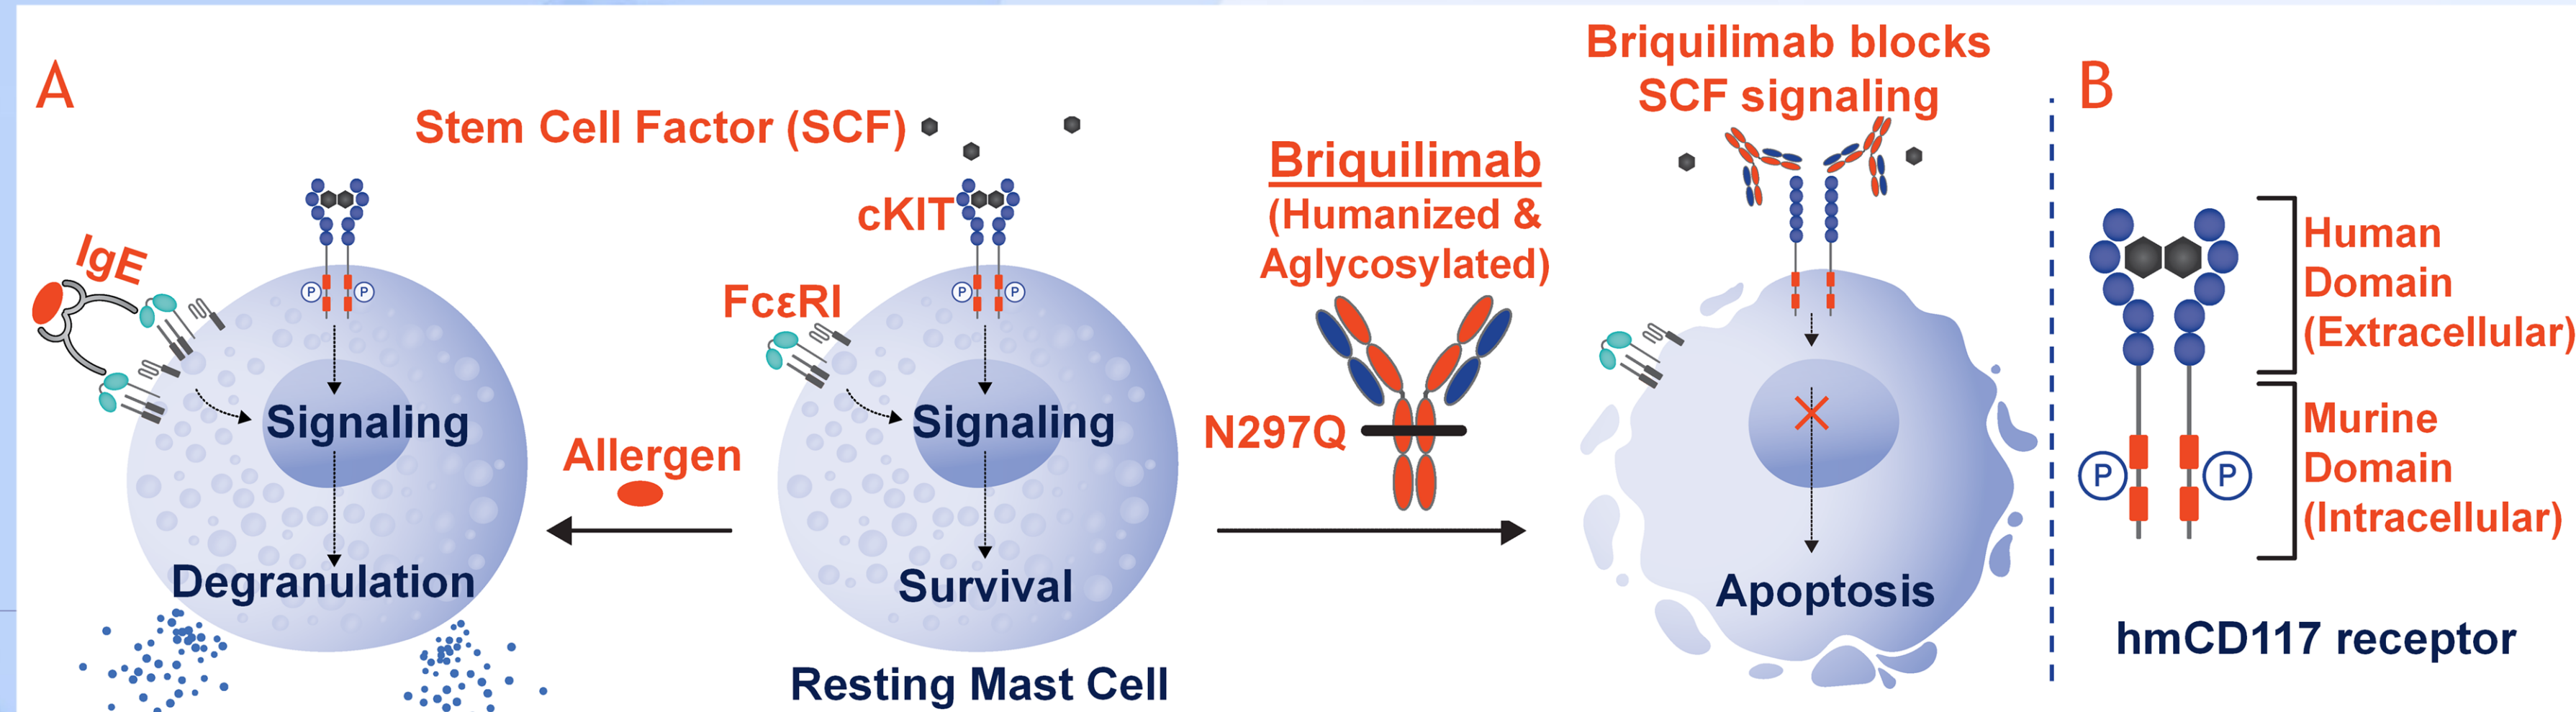 A
Stem Cell Factor (SCF)
IgE
P
P
Signaling
Degranulation
Allergen
cKIT
FcεRI
P
P
Signaling
Survival
Resting Mast Cell
Briquilimab
(Humanized &
Aglycosylated)
N297Q
Briquilimab blocks
SCF signaling
Apoptosis
B
Human
Domain
(Extracellular)
Murine
Domain
(Intracellular)
P
P
hmCD117 receptor